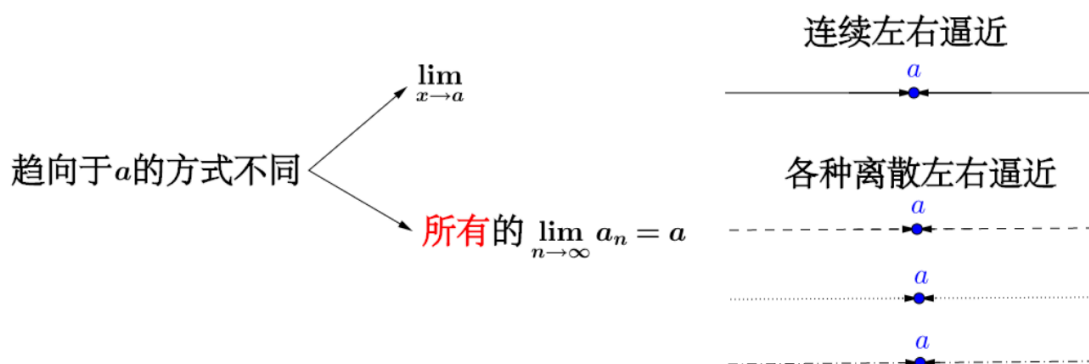 连续左右逼近
a
lim
x→a
趋向于a的方式不同
各种离散左右逼近
a
所有的 lim aₙ = a
n→∞
a
a